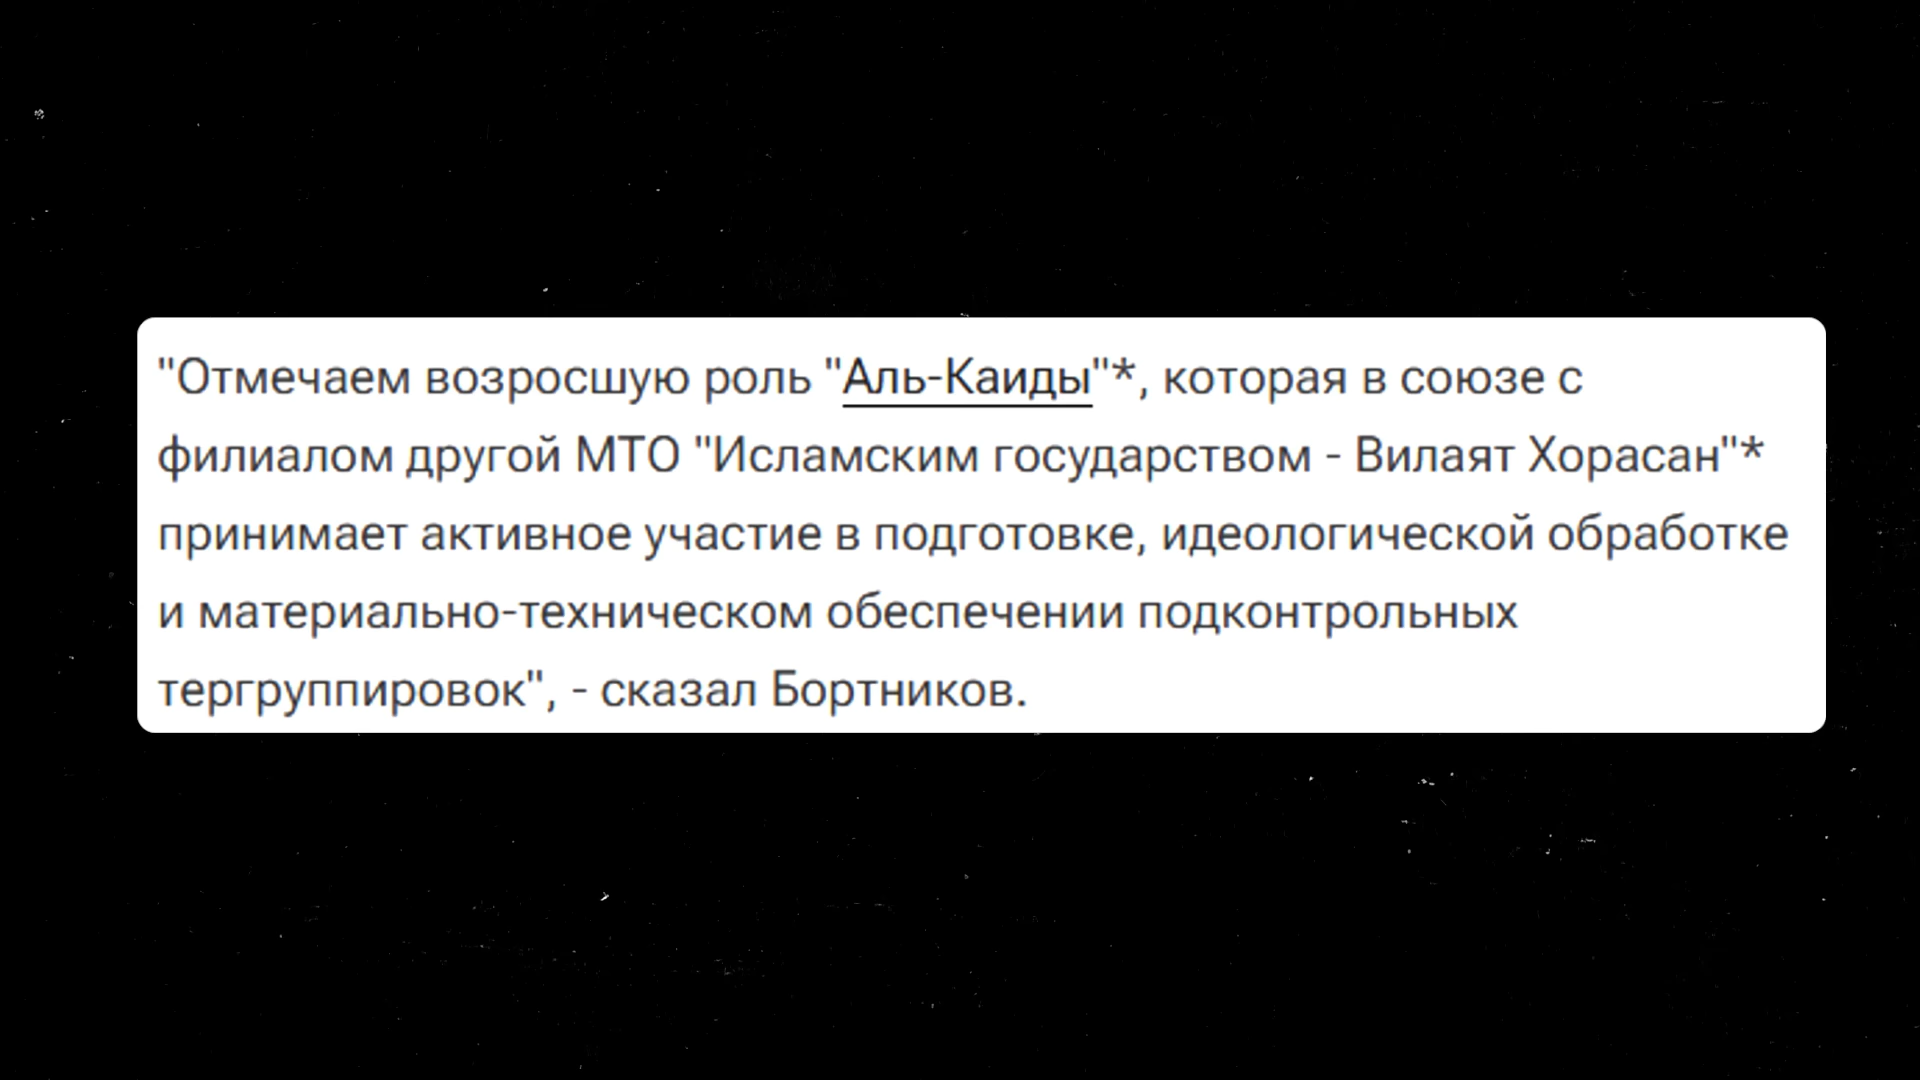 "Отмечаем возросшую роль "Аль-Каиды"*, которая в союзе с
филиалом другой МТО "Исламским государством - Вилаят Хорасан"*
принимает активное участие в подготовке, идеологической обработке
и материально-техническом обеспечении подконтрольных
тергруппировок", - сказал Бортников.